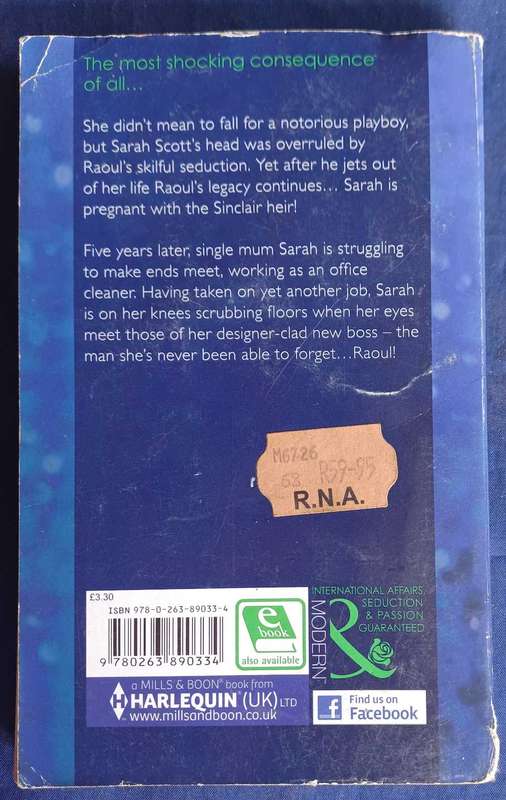 The most shocking consequence
of all...
She didn't mean to fall for a notorious playboy,
but Sarah Scott's head was overruled by
Raoul's skilful seduction. Yet after he jets out
of her life Raoul's legacy continues... Sarah is
pregnant with the Sinclair heir!
Five years later, single mum Sarah is struggling
to make ends meet, working as an office
cleaner. Having taken on yet another job, Sarah
is on her knees scrubbing floors when her eyes
meet those of her designer-clad new boss – the
man she's never been able to forget...Raoul!
M6726
68 R59-95
R.N.A.
£3.30
ISBN 978-0-263-89033-4
9 780263 890334
e
book
also available
INTERNATIONAL AFFAIRS,
SEDUCTION
& PASSION
GUARANTEED
MODERN™
a MILLS & BOON® book from
HARLEQUIN® (UK) LTD
www.millsandboon.co.uk
f Find us on
Facebook